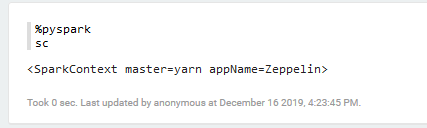 %pyspark
sc
<SparkContext master=yarn appName=Zeppelin>
Took 0 sec. Last updated by anonymous at December 16 2019, 4:23:45 PM.